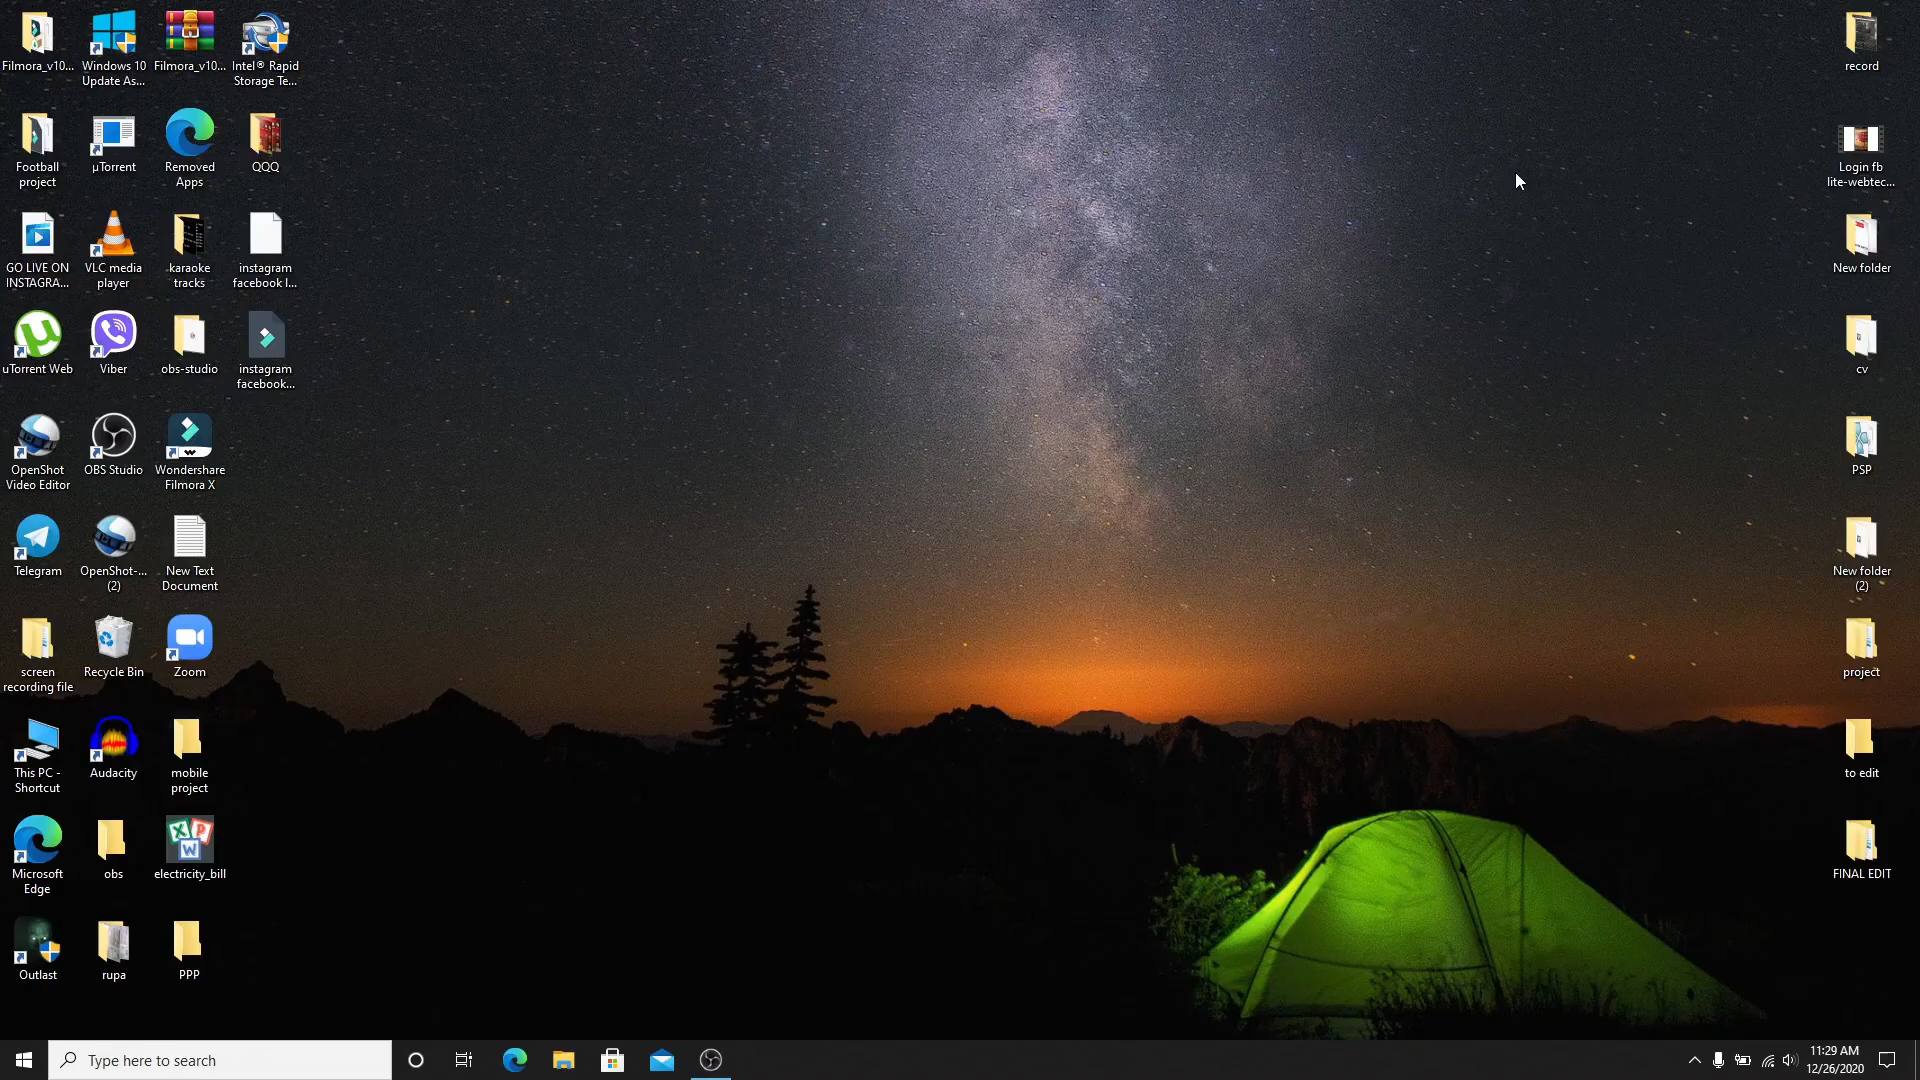 Filmora_v10...
Windows 10
Update As...
Filmora_v10...
Intel® Rapid
Storage Te...
record
Football
project
µTorrent
Removed
Apps
QQQ
Login fb
lite-webtec...
GO LIVE ON
INSTAGRA...
VLC media
player
karaoke
tracks
instagram
facebook l...
New folder
uTorrent Web
Viber
obs-studio
instagram
facebook...
cv
OpenShot
Video Editor
OBS Studio
Wondershare
Filmora X
PSP
Telegram
OpenShot-...
(2)
New Text
Document
New folder
(2)
screen
recording file
Recycle Bin
Zoom
project
This PC -
Shortcut
Audacity
mobile
project
to edit
Microsoft
Edge
obs
electricity_bill
FINAL EDIT
Outlast
rupa
PPP
Type here to search
11:29 AM
12/26/2020